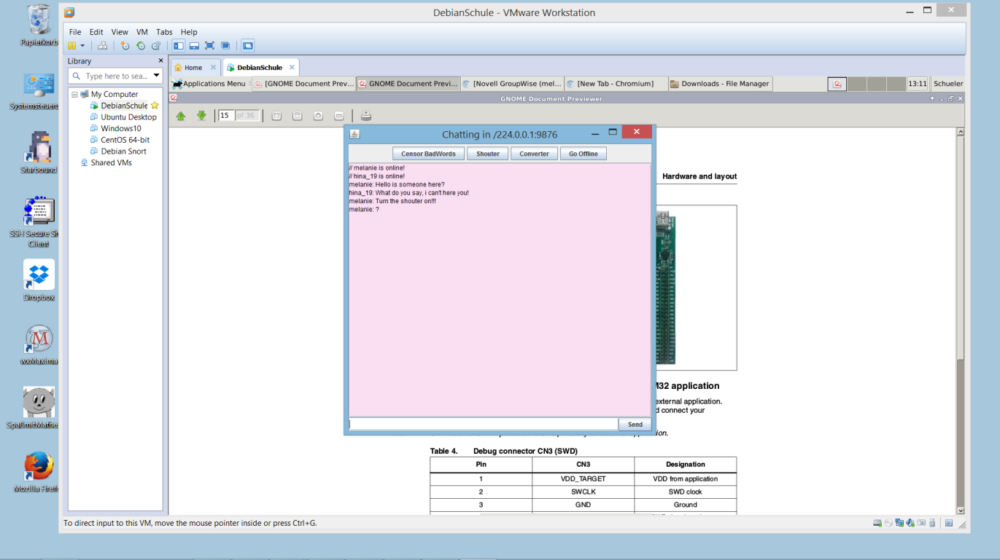 DebianSchule - VMware Workstation
File Edit View VM Tabs Help
Library
Type here to sea...
My Computer
DebianSchule
Ubuntu Desktop
Windows10
CentOS 64-bit
Debian Snort
Shared VMs
Home
DebianSchule
Applications Menu
[GNOME Document Prev...
GNOME Document Previ...
[Novell GroupWise (mel...
[New Tab - Chromium]
Downloads - File Manager
13:11
Schueler
GNOME Document Previewer
15 of 36
Chatting in /224.0.0.1:9876
Censor BadWords
Shouter
Converter
Go Offline
// melanie is online!
// hina_19 is online!
melanie: Hello is someone here?
hina_19: What do you say, i can't here you!
melanie: Turn the shouter on!!!
melanie: ?
Send
Hardware and layout
M32 application
external application.
d connect your
Table 4. Debug connector CN3 (SWD)
Pin CN3 Designation
1 VDD_TARGET VDD from application
2 SWCLK SWD clock
3 GND Ground
To direct input to this VM, move the mouse pointer inside or press Ctrl+G.
Papierkorb
Systemsteueru
Starbound
SSH Secure Sh
Client
Dropbox
wxMaxima
SpaßmitMathe
Mozilla Firefo